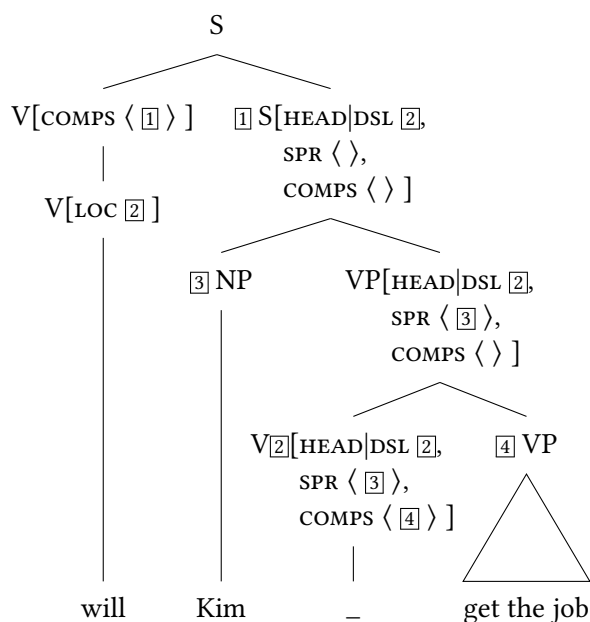 S
V[COMPS ⟨ 1 ⟩ ] 1 S[HEAD|DSL 2,
SPR ⟨ ⟩,
COMPS ⟨ ⟩ ]
V[LOC 2 ]
3 NP VP[HEAD|DSL 2,
SPR ⟨ 3 ⟩,
COMPS ⟨ ⟩ ]
V2[HEAD|DSL 2, 4 VP
SPR ⟨ 3 ⟩,
COMPS ⟨ 4 ⟩ ]
will Kim _ get the job